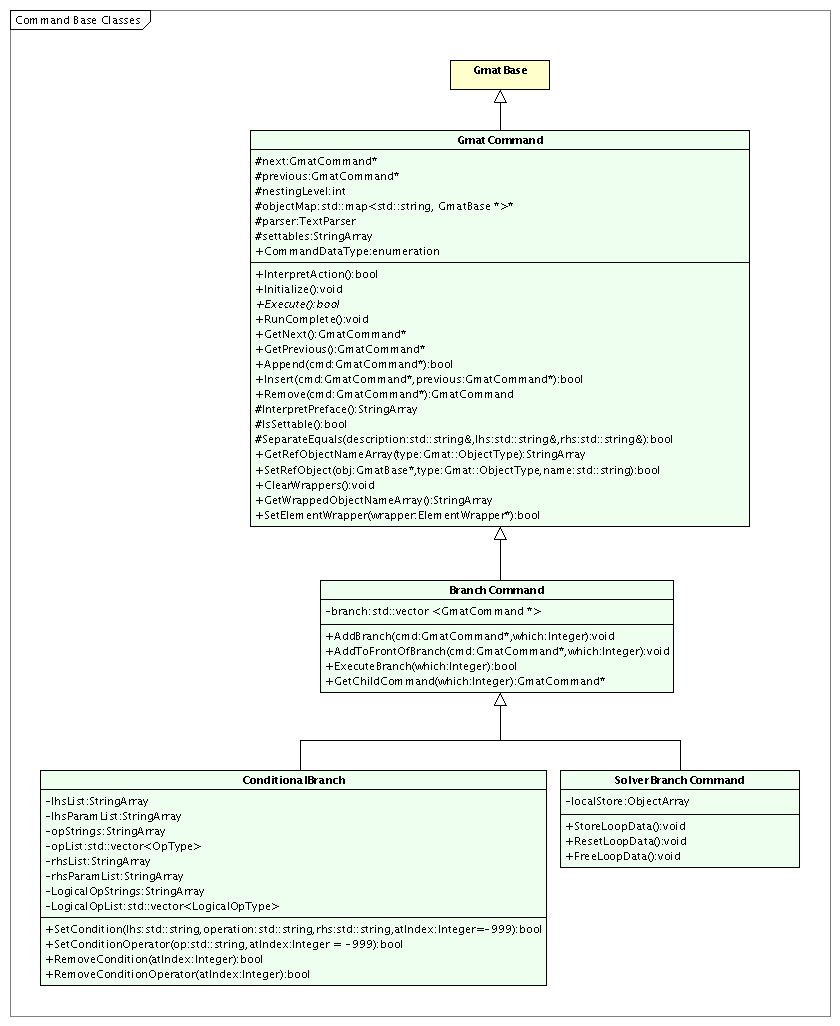 Command Base Classes
GmatBase
GmatCommand
#next:GmatCommand*
#previous:GmatCommand*
#nestingLevel:int
#objectMap:std::map<std::string, GmatBase *>*
#parser:TextParser
#settables:StringArray
+CommandDataType:enumeration
+InterpretAction():bool
+Initialize():void
+Execute():bool
+RunComplete():void
+GetNext():GmatCommand*
+GetPrevious():GmatCommand*
+Append(cmd:GmatCommand*):bool
+Insert(cmd:GmatCommand*,previous:GmatCommand*):bool
+Remove(cmd:GmatCommand*):GmatCommand
#InterpretPreface():StringArray
#IsSettable():bool
#SeparateEquals(description:std::string&,lhs:std::string&,rhs:std::string&):bool
+GetRefObjectNameArray(type:Gmat::ObjectType):StringArray
+SetRefObject(obj:GmatBase*,type:Gmat::ObjectType,name:std::string):bool
+ClearWrappers():void
+GetWrappedObjectNameArray():StringArray
+SetElementWrapper(wrapper:ElementWrapper*):bool
BranchCommand
-branch:std::vector <GmatCommand *>
+AddBranch(cmd:GmatCommand*,which:Integer):void
+AddToFrontOfBranch(cmd:GmatCommand*,which:Integer):void
+ExecuteBranch(which:Integer):bool
+GetChildCommand(which:Integer):GmatCommand*
ConditionalBranch
-lhsList:StringArray
-lhsParamList:StringArray
-opStrings:StringArray
-opList:std::vector<OpType>
-rhsList:StringArray
-rhsParamList:StringArray
-LogicalOpStrings:StringArray
-LogicalOpList:std::vector<LogicalOpType>
+SetCondition(lhs:std::string,operation:std::string,rhs:std::string,atIndex:Integer=-999):bool
+SetConditionOperator(op:std:string,atIndex:Integer = -999):bool
+RemoveCondition(atIndex:Integer):bool
+RemoveConditionOperator(atIndex:Integer):bool
SolverBranchCommand
-localStore:ObjectArray
+StoreLoopData():void
+ResetLoopData():void
+FreeLoopData():void